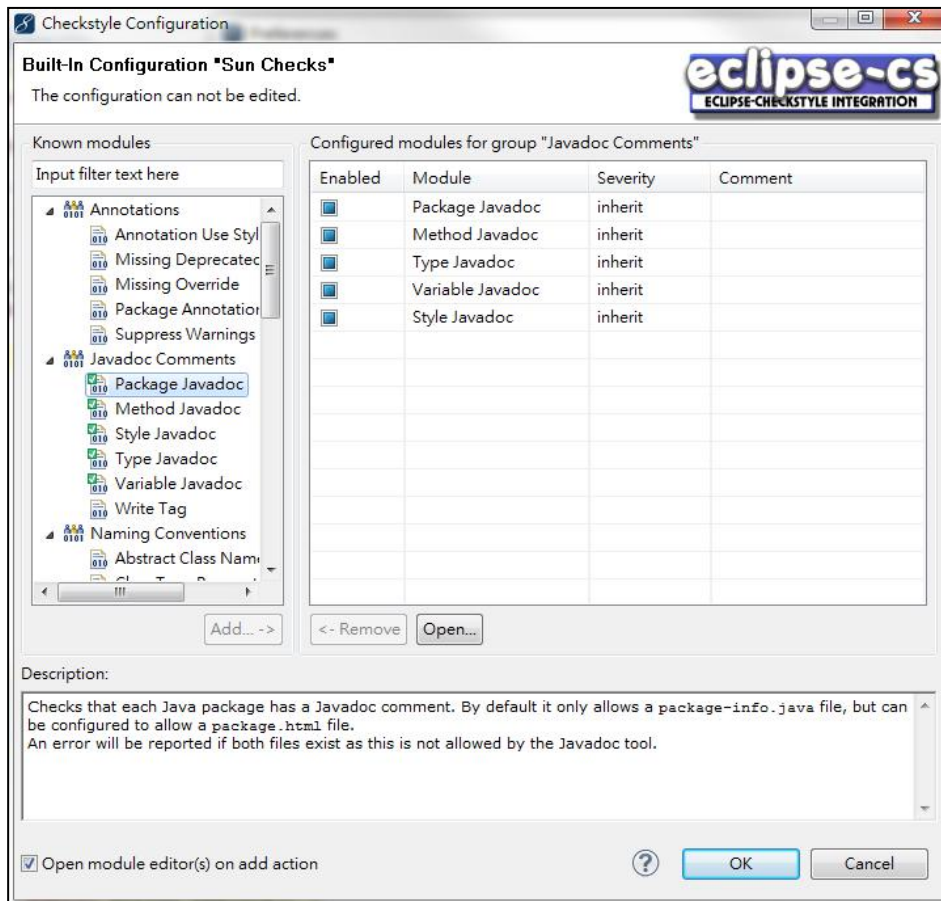 Checkstyle Configuration
Preferences
Built-In Configuration "Sun Checks"
The configuration can not be edited.
eclipse-cs
ECLIPSE-CHECKSTYLE INTEGRATION
Known modules
Input filter text here
Annotations
Annotation Use Styl
Missing Deprecated
Missing Override
Package Annotation
Suppress Warnings
Javadoc Comments
Package Javadoc
Method Javadoc
Style Javadoc
Type Javadoc
Variable Javadoc
Write Tag
Naming Conventions
Abstract Class Name
Add... ->
Configured modules for group "Javadoc Comments"
Enabled Module Severity Comment
Package Javadoc inherit
Method Javadoc inherit
Type Javadoc inherit
Variable Javadoc inherit
Style Javadoc inherit
<- Remove Open...
Description:
Checks that each Java package has a Javadoc comment. By default it only allows a package-info.java file, but can
be configured to allow a package.html file.
An error will be reported if both files exist as this is not allowed by the Javadoc tool.
Open module editor(s) on add action
? OK Cancel